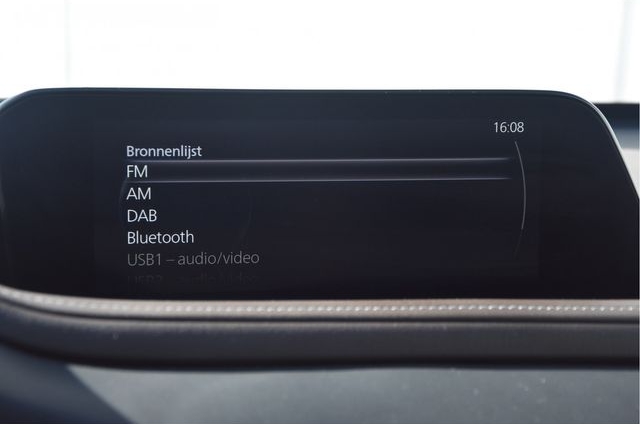 16:08
Bronnenlijst
FM
AM
DAB
Bluetooth
USB1 – audio/video